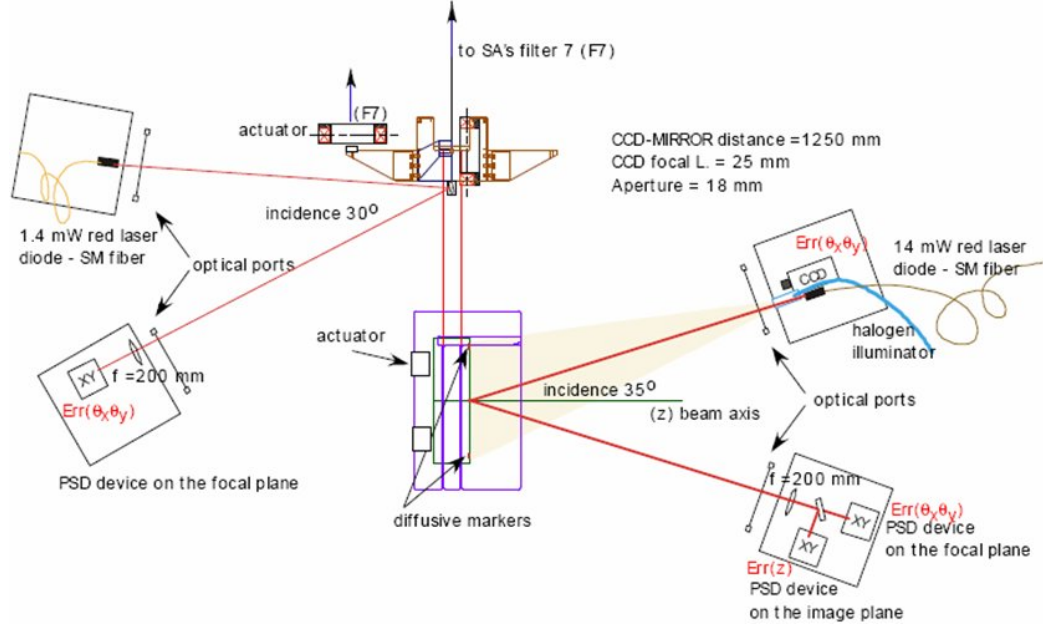 to SA's filter 7 (F7)
(F7)
actuator
CCD-MIRROR distance =1250 mm
CCD focal L. = 25 mm
Aperture = 18 mm
incidence 30o
1.4 mW red laser
diode - SM fiber
optical ports
Err(θxθy)
CCD
14 mW red laser
diode - SM fiber
halogen
illuminator
actuator
XY
f =200 mm
Err(θxθy)
PSD device on the focal plane
incidence 35o
(z) beam axis
optical ports
diffusive markers
f =200 mm
XY
Err(θxθy)
PSD device
on the focal plane
XY
Err(z)
PSD device
on the image plane